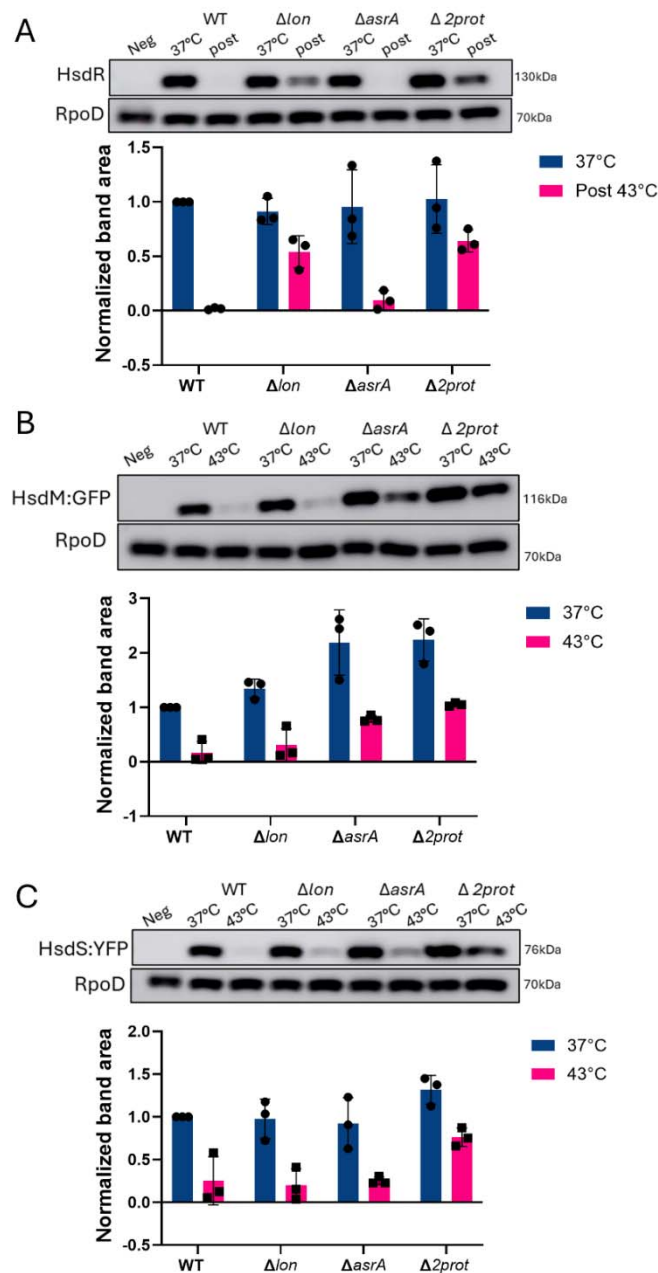 A
WT Δlon ΔasrA Δ 2prot
Neg 37°C post 37°C post 37°C post 37°C post
HsdR 130kDa
RpoD 70kDa
Normalized band area
1.5
1.0
0.5
0.0
-0.5
WT Δlon ΔasrA Δ2prot
37°C
Post 43°C
B
WT Δlon ΔasrA Δ 2prot
Neg 37°C 43°C 37°C 43°C 37°C 43°C 37°C 43°C
HsdM:GFP 116kDa
RpoD 70kDa
Normalized band area
3
2
1
0
-1
WT Δlon ΔasrA Δ2prot
37°C
43°C
C
WT Δlon ΔasrA Δ 2prot
Neg 37°C 43°C 37°C 43°C 37°C 43°C 37°C 43°C
HsdS:YFP 76kDa
RpoD 70kDa
Normalized band area
2.0
1.5
1.0
0.5
0.0
-0.5
WT Δlon ΔasrA Δ2prot
37°C
43°C